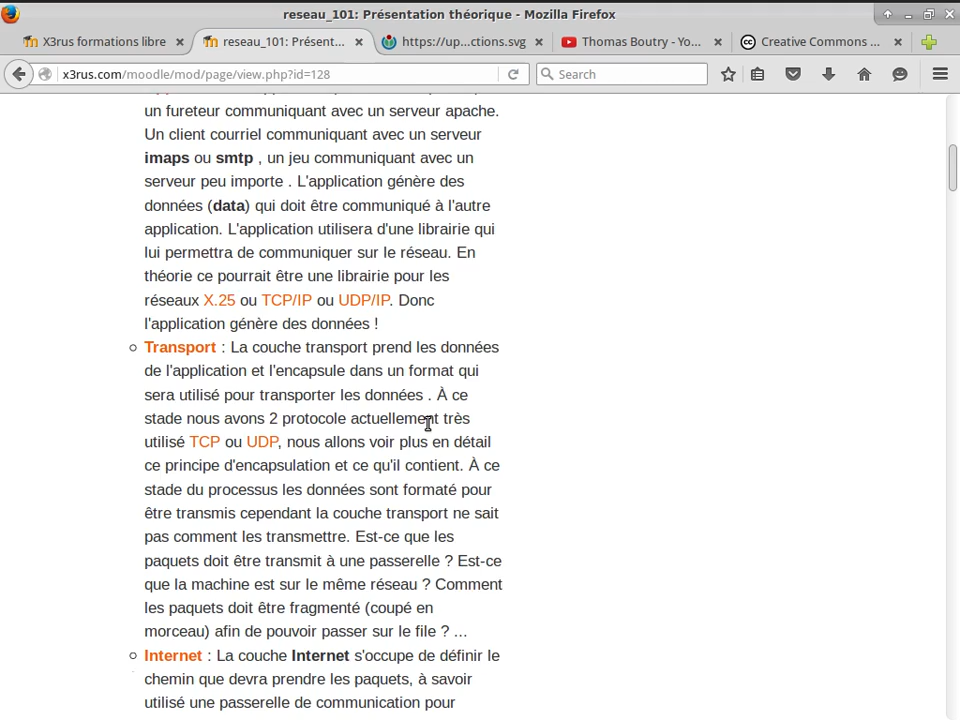 reseau_101: Présentation théorique - Mozilla Firefox
X3rus formations libre
reseau_101: Présent...
https://up...ctions.svg
Thomas Boutry - Yo...
Creative Commons ...
x3rus.com/moodle/mod/page/view.php?id=128
Search
un fureteur communiquant avec un serveur apache.
Un client courriel communiquant avec un serveur
imaps ou smtp , un jeu communiquant avec un
serveur peu importe . L'application génère des
données (data) qui doit être communiqué à l'autre
application. L'application utilisera d'une librairie qui
lui permettra de communiquer sur le réseau. En
théorie ce pourrait être une librairie pour les
réseaux X.25 ou TCP/IP ou UDP/IP. Donc
l'application génère des données !
Transport : La couche transport prend les données
de l'application et l'encapsule dans un format qui
sera utilisé pour transporter les données . À ce
stade nous avons 2 protocole actuellement très
utilisé TCP ou UDP, nous allons voir plus en détail
ce principe d'encapsulation et ce qu'il contient. À ce
stade du processus les données sont formaté pour
être transmis cependant la couche transport ne sait
pas comment les transmettre. Est-ce que les
paquets doit être transmit à une passerelle ? Est-ce
que la machine est sur le même réseau ? Comment
les paquets doit être fragmenté (coupé en
morceau) afin de pouvoir passer sur le file ? ...
Internet : La couche Internet s'occupe de définir le
chemin que devra prendre les paquets, à savoir
utilisé une passerelle de communication pour